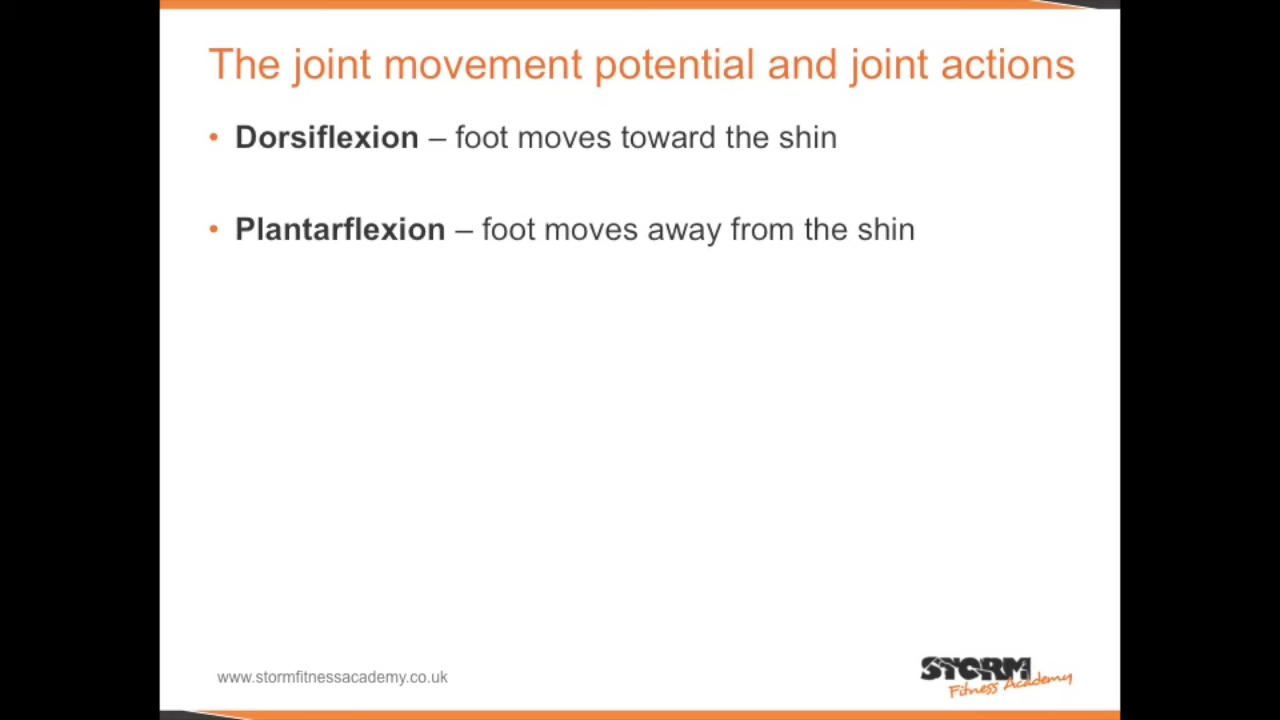 The joint movement potential and joint actions
• Dorsiflexion – foot moves toward the shin
• Plantarflexion – foot moves away from the shin
www.stormfitnessacademy.co.uk
STORM
Fitness Academy